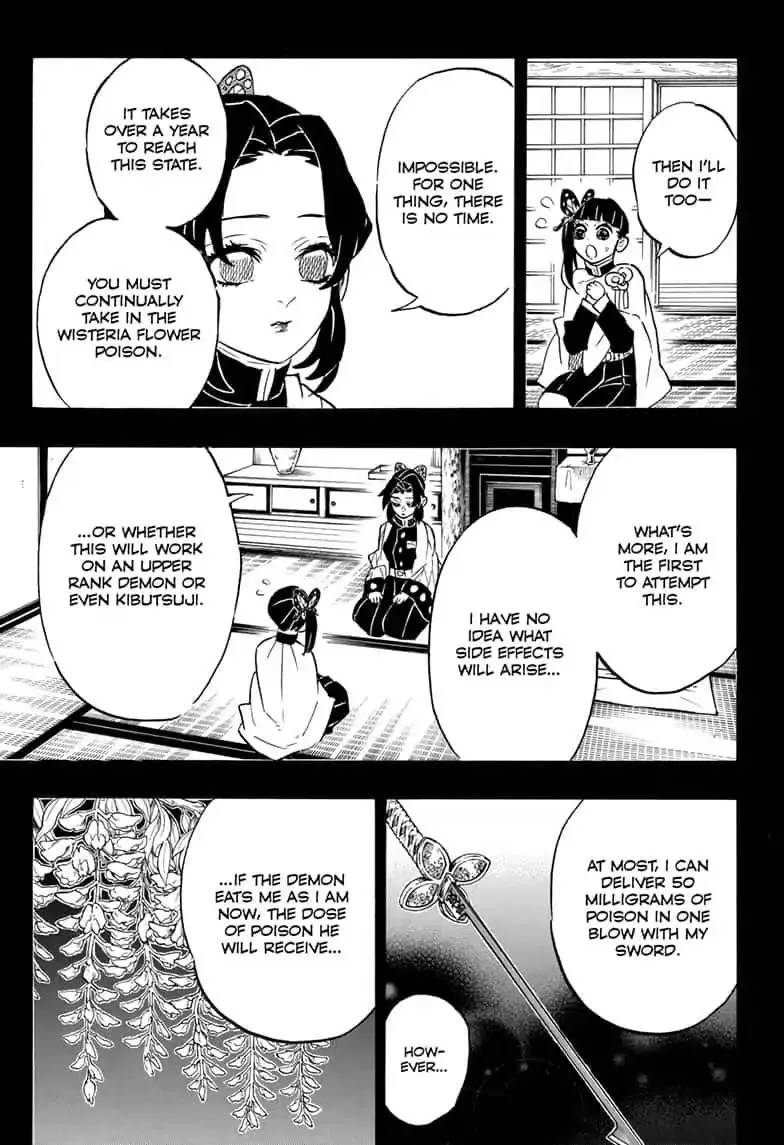 THEN I'LL
DO IT
TOO—
IMPOSSIBLE.
FOR ONE
THING, THERE
IS NO TIME.
IT TAKES
OVER A YEAR
TO REACH
THIS STATE.
YOU MUST
CONTINUALLY
TAKE IN THE
WISTERIA FLOWER
POISON.
WHAT'S
MORE, I AM
THE FIRST
TO ATTEMPT
THIS.
I HAVE NO
IDEA WHAT
SIDE EFFECTS
WILL ARISE...
...OR WHETHER
THIS WILL WORK
ON AN UPPER
RANK DEMON OR
EVEN KIBUTSUJI.
AT MOST, I CAN
DELIVER 50
MILLIGRAMS OF
POISON IN ONE
BLOW WITH MY
SWORD.
HOW-
EVER...
...IF THE DEMON
EATS ME AS I AM
NOW, THE DOSE
OF POISON HE
WILL RECEIVE...